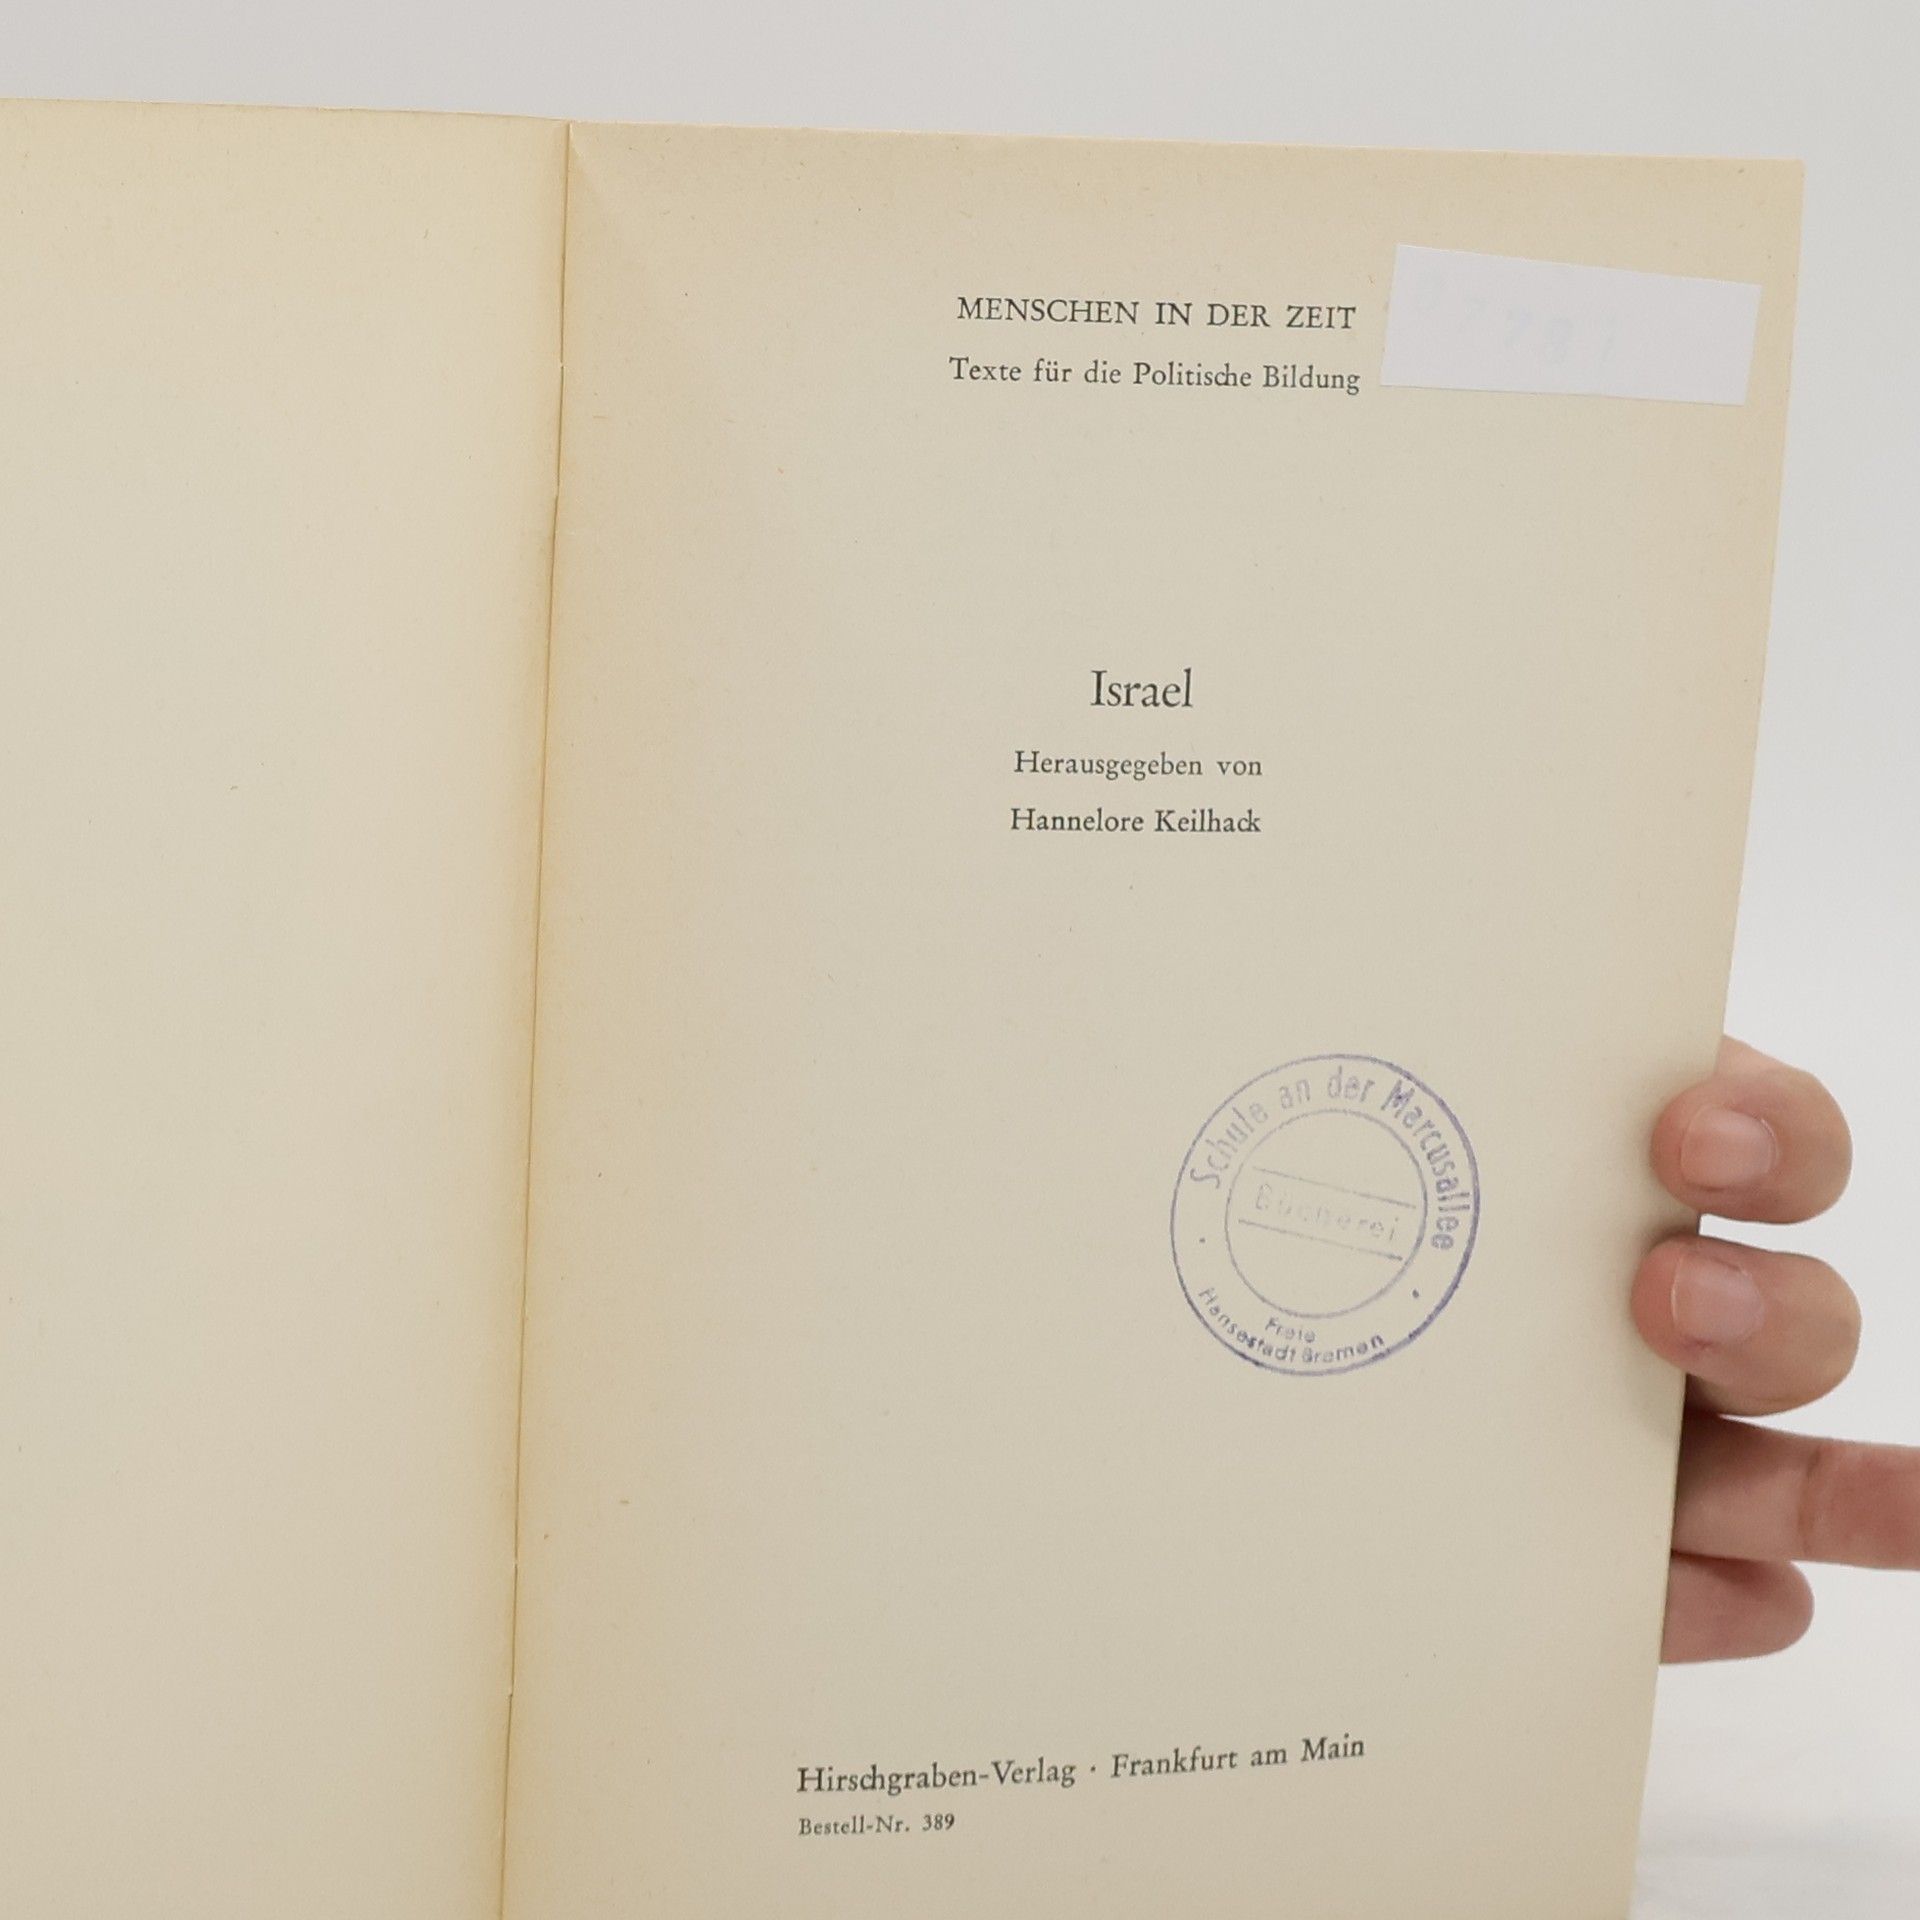 MENSCHEN IN DER ZEIT
Texte für die Politische Bildung
Israel
Herausgegeben von
Hannelore Keilhack
Schule an der Marcusallee
Bücherei
Freie
Hansestadt Bremen
Hirschgraben-Verlag · Frankfurt am Main
Bestell-Nr. 389